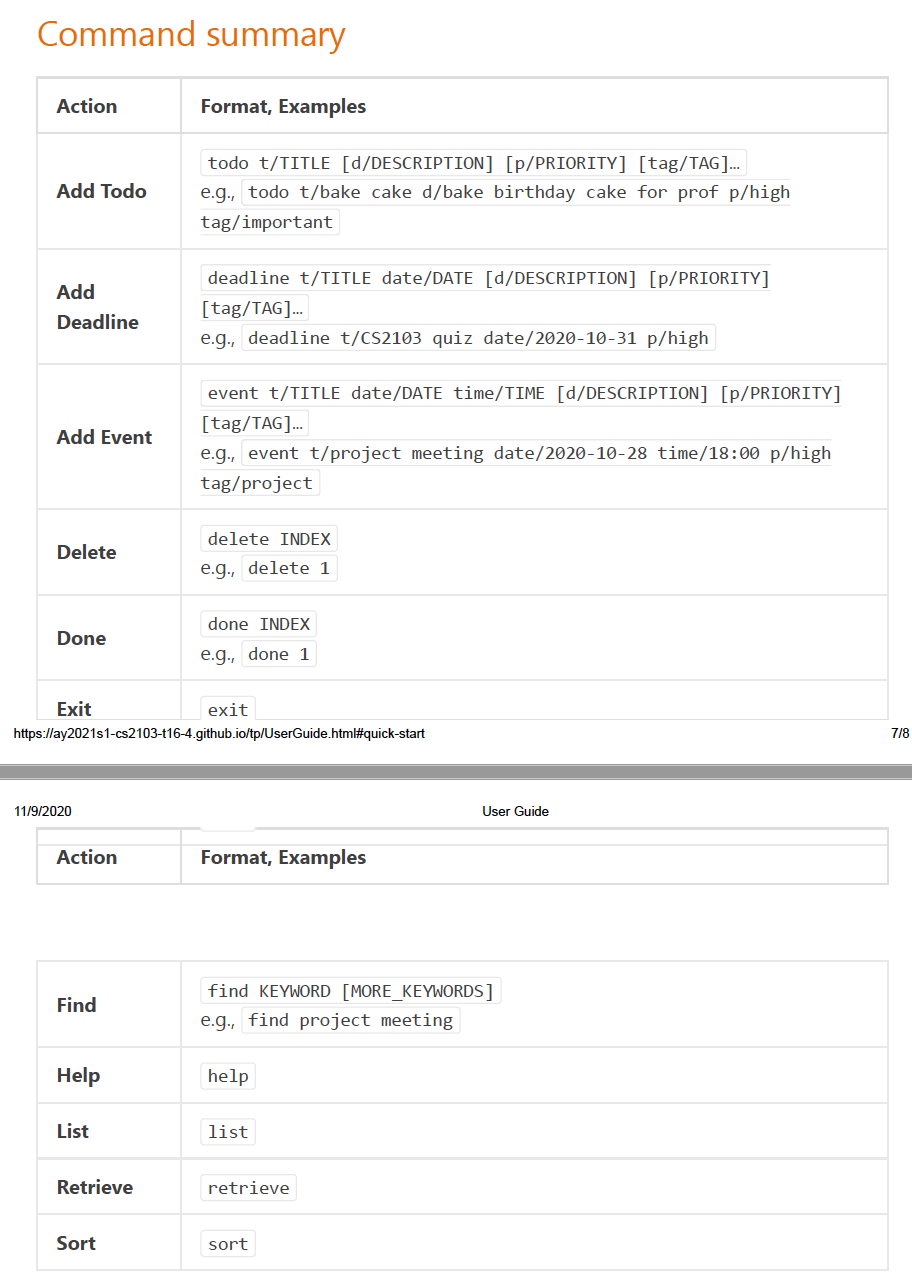 Command summary
Action Format, Examples
Add Todo
todo t/TITLE [d/DESCRIPTION] [p/PRIORITY] [tag/TAG]…
e.g., todo t/bake cake d/bake birthday cake for prof p/high
tag/important
Add
Deadline
deadline t/TITLE date/DATE [d/DESCRIPTION] [p/PRIORITY]
[tag/TAG]…
e.g., deadline t/CS2103 quiz date/2020-10-31 p/high
Add Event
event t/TITLE date/DATE time/TIME [d/DESCRIPTION] [p/PRIORITY]
[tag/TAG]…
e.g., event t/project meeting date/2020-10-28 time/18:00 p/high
tag/project
Delete
delete INDEX
e.g., delete 1
Done
done INDEX
e.g., done 1
Exit exit
https://ay2021s1-cs2103-t16-4.github.io/tp/UserGuide.html#quick-start 7/8
11/9/2020 User Guide
Action Format, Examples
Find
find KEYWORD [MORE_KEYWORDS]
e.g., find project meeting
Help help
List list
Retrieve retrieve
Sort sort